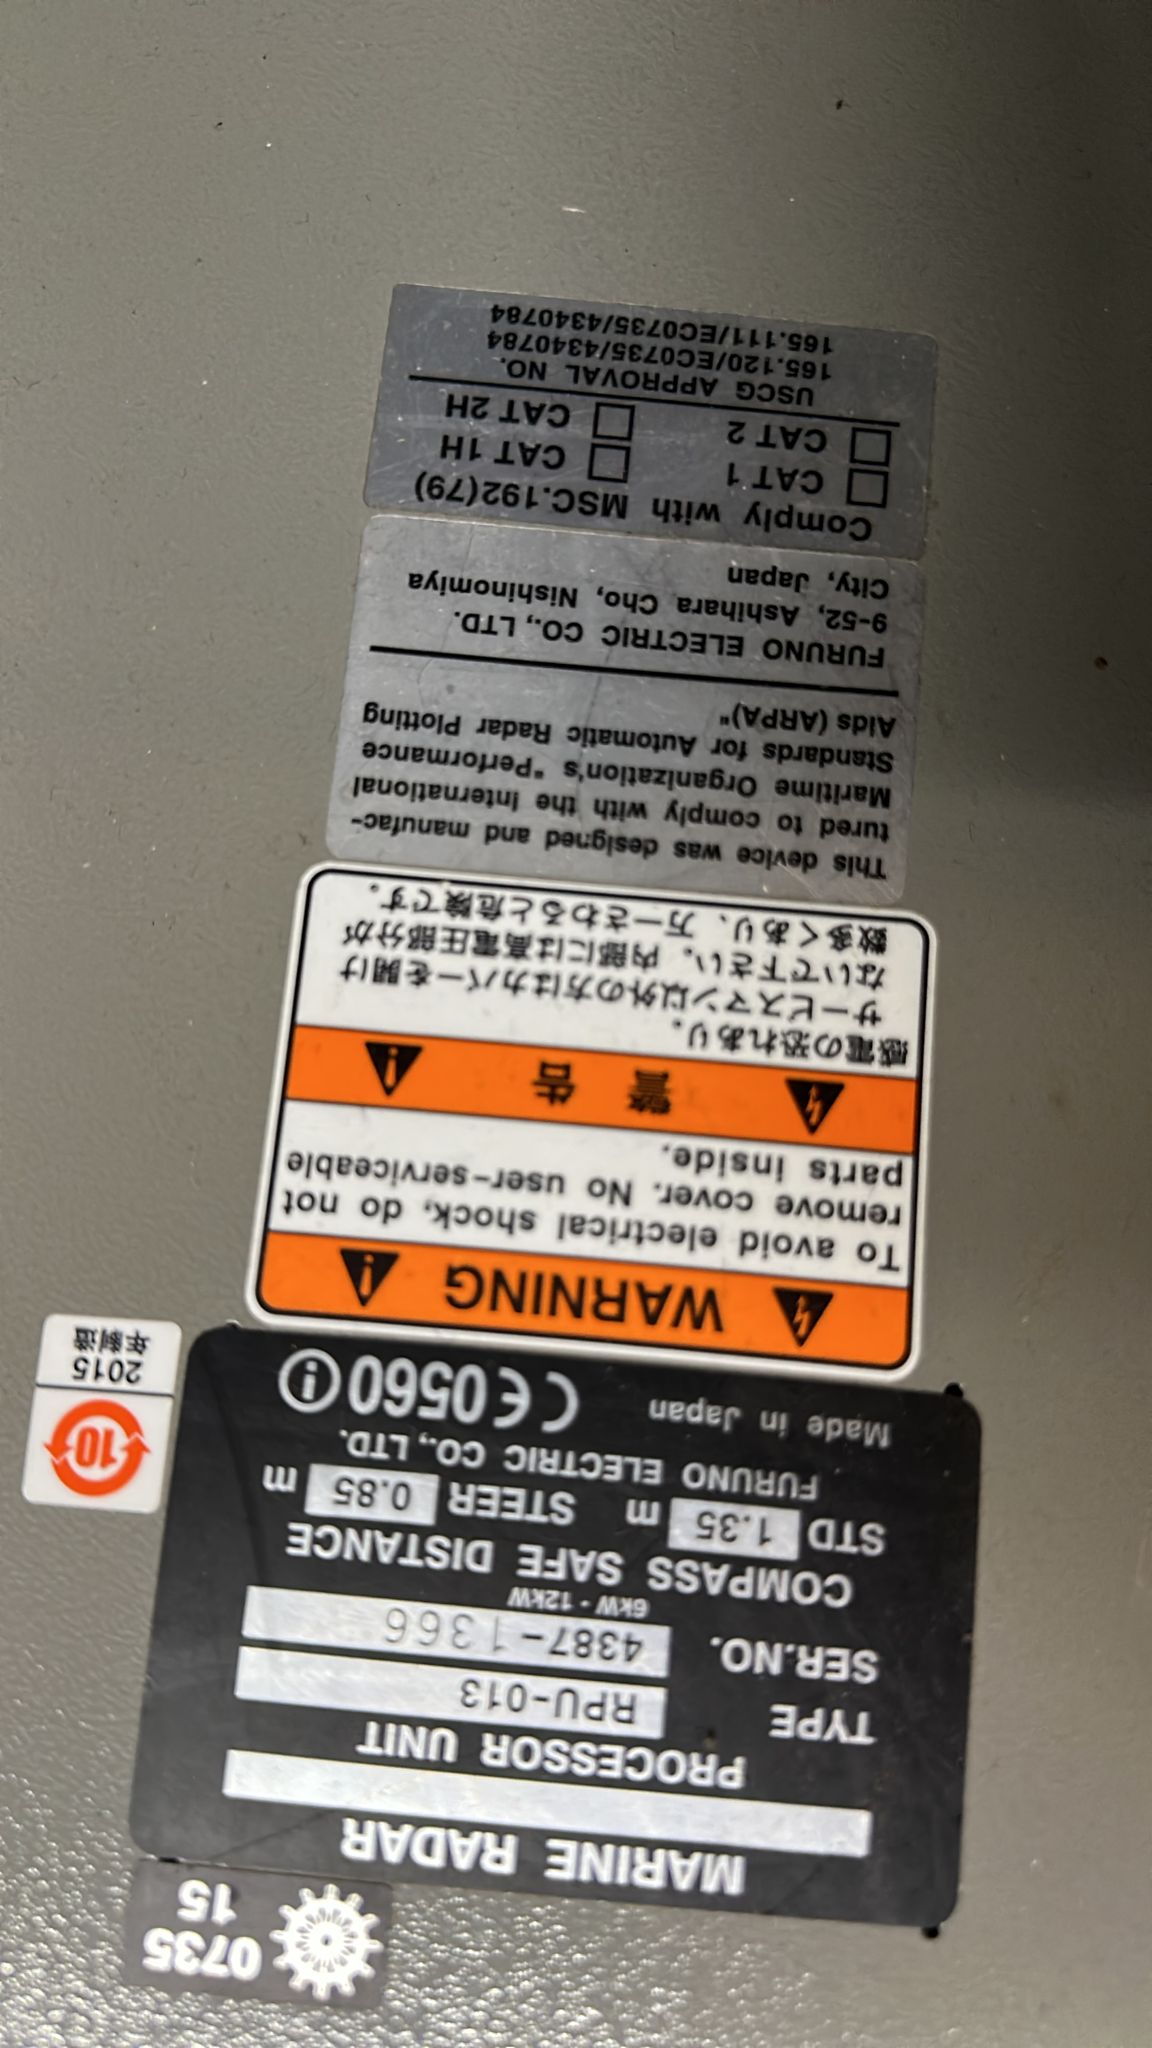 0735
15
MARINE RADAR
PROCESSOR UNIT
TYPE RPU-013
SER.NO. 4387-1366
6kW・12kW
COMPASS SAFE DISTANCE
STD 1.35 m STEER 0.85 m
FURUNO ELECTRIC CO., LTD.
Made in Japan CE0560
10
2015
年制造
WARNING
To avoid electrical shock, do not
remove cover. No user-serviceable
parts inside.
警告
感電の恐れあり。
サービスマン以外の方はカバーを開け
ないで下さい。内部には高電圧部分が
数多くあり、万一さわると危険です。
This device was designed and manufac-
tured to comply with the International
Maritime Organization's "Performance
Standards for Automatic Radar Plotting
Aids (ARPA)"
FURUNO ELECTRIC CO., LTD.
9-52, Ashihara Cho, Nishinomiya
City, Japan
Comply with MSC.192(79)
CAT 1 CAT 1H
CAT 2 CAT 2H
USCG APPROVAL NO.
165.120/EC0735/4340784
165.111/EC0735/4340784